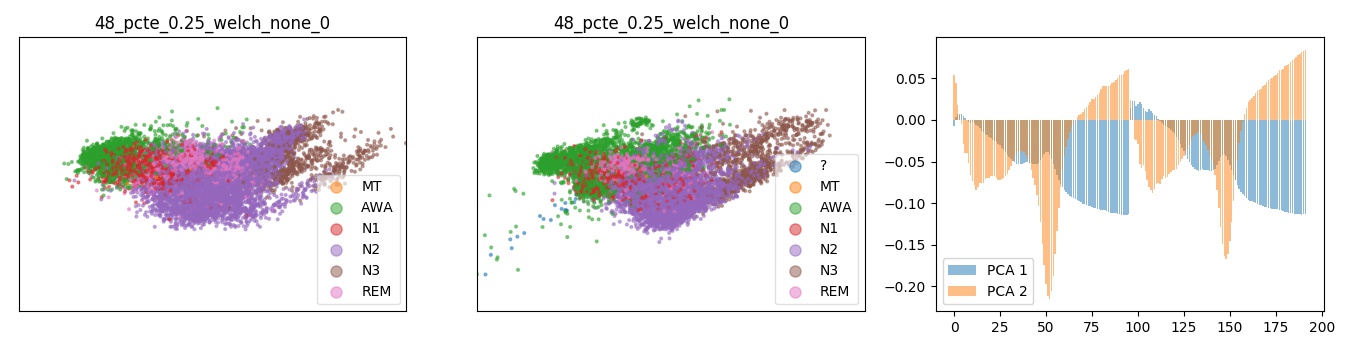 48_pcte_0.25_welch_none_0
MT
AWA
N1
N2
N3
REM
48_pcte_0.25_welch_none_0
?
MT
AWA
N1
N2
N3
REM
0.05
0.00
−0.05
−0.10
−0.15
−0.20
PCA 1
PCA 2
0 25 50 75 100 125 150 175 200